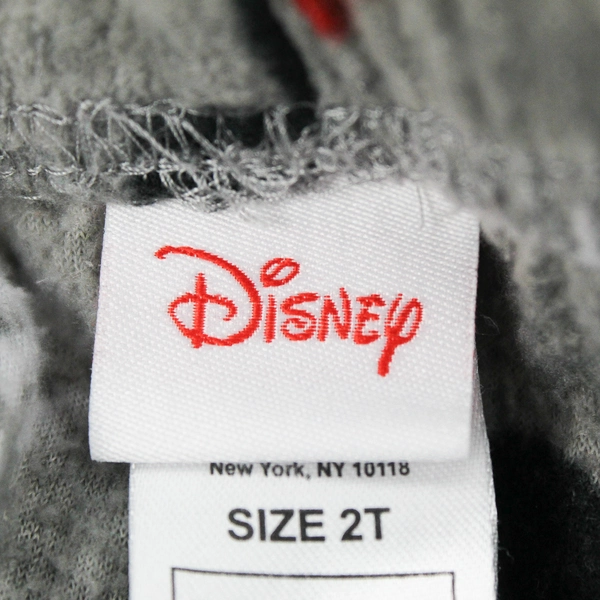 Disney
New York, NY 10118
SIZE 2T